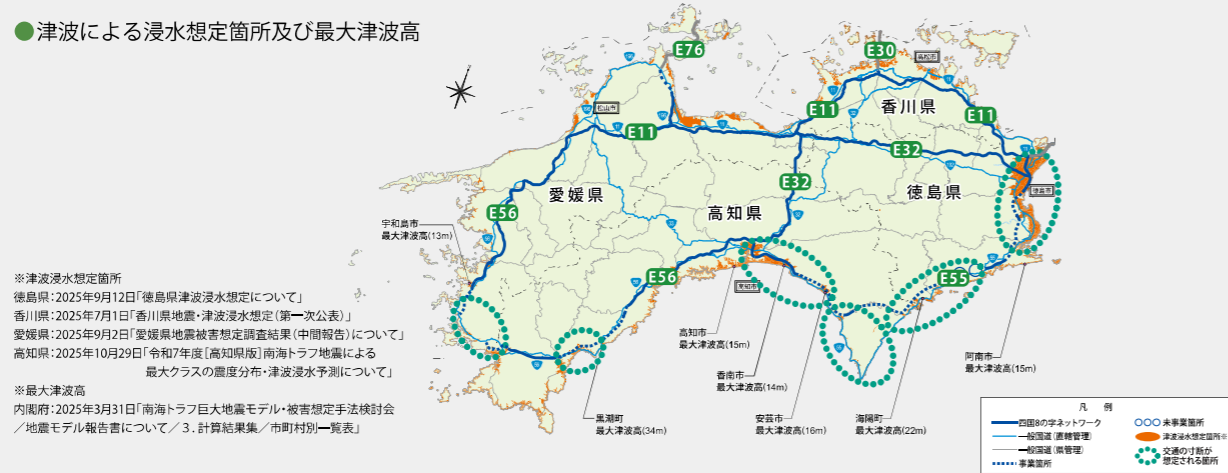 ●津波による浸水想定箇所及び最大津波高
E76
E30
高松市
香川県
E11
E11
松山市
E11
E32
徳島市
E32
徳島県
愛媛県
高知県
E56
宇和島市
最大津波高(13m)
E56
E55
高知市
※津波浸水想定箇所
徳島県:2025年9月12日「徳島県津波浸水想定について」
香川県:2025年7月1日「香川県地震・津波浸水想定(第一次公表)」
愛媛県:2025年9月2日「愛媛県地震被害想定調査結果(中間報告)について」
高知県:2025年10月29日「令和7年度[高知県版]南海トラフ地震による
最大クラスの震度分布・津波浸水予測について」
※最大津波高
内閣府:2025年3月31日「南海トラフ巨大地震モデル・被害想定手法検討会
/地震モデル報告書について/3.計算結果集/市町村別一覧表」
高知市
最大津波高(15m)
香南市
最大津波高(14m)
阿南市
最大津波高(15m)
黒潮町
最大津波高(34m)
安芸市
最大津波高(16m)
海陽町
最大津波高(22m)
凡 例
四国8の字ネットワーク
一般国道(直轄管理)
一般国道(県管理)
事業箇所
未事業箇所
津波浸水想定箇所※
交通の寸断が
想定される箇所